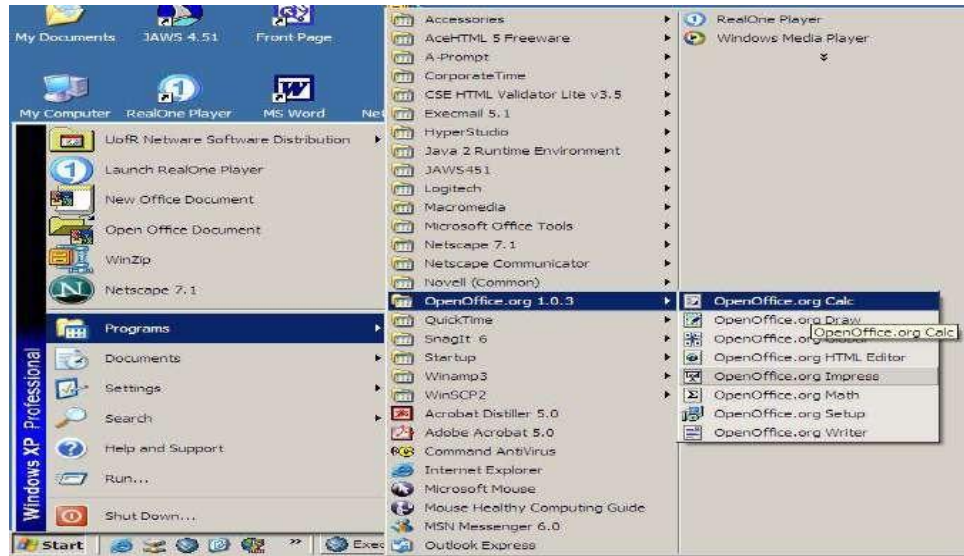 My Documents
JAWS 4.51
Front Page
My Computer
RealOne Player
MS Word
Net
UofR Netware Software Distribution
Launch RealOne Player
New Office Document
Open Office Document
WinZip
Netscape 7.1
Programs
Documents
Settings
Search
Help and Support
Run...
Shut Down...
Windows XP Professional
Start
»
Exec
Accessories
AceHTML 5 Freeware
A-Prompt
CorporateTime
CSE HTML Validator Lite v3.5
Execmail 5.1
HyperStudio
Java 2 Runtime Environment
JAWS451
Logitech
Macromedia
Microsoft Office Tools
Netscape 7.1
Netscape Communicator
Novell (Common)
OpenOffice.org 1.0.3
QuickTime
SnagIt 6
Startup
Winamp3
WinSCP2
Acrobat Distiller 5.0
Adobe Acrobat 5.0
Command AntiVirus
Internet Explorer
Microsoft Mouse
Mouse Healthy Computing Guide
MSN Messenger 6.0
Outlook Express
RealOne Player
Windows Media Player
OpenOffice.org Calc
OpenOffice.org Draw
OpenOffice.org Calc
OpenOffice.org Global
OpenOffice.org HTML Editor
OpenOffice.org Impress
OpenOffice.org Math
OpenOffice.org Setup
OpenOffice.org Writer